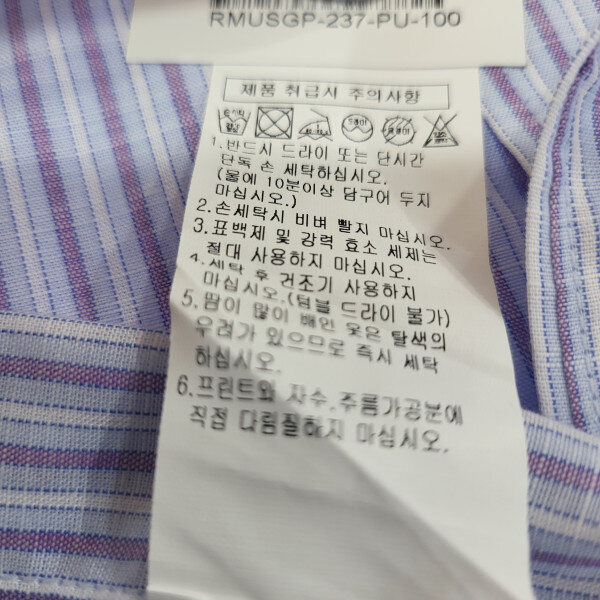 RMUSGP-237-PU-100
제품 취급시 주의사항
1.반드시 드라이 또는 단시간
단독 손 세탁하십시오.
(물에 10분이상 담구어 두지
마십시오.)
2.손세탁시 비벼 빨지 마십시오.
3.표백제 및 강력 효소 세제는
절대 사용하지 마십시오.
4.세탁 후 건조기 사용하지
마십시오.(텀블 드라이 불가)
5.땀이 많이 배인 옷은 탈색의
우려가 있으므로 즉시 세탁
하십시오.
6.프린트와 자수.주름가공분에
직접 다림질하지 마십시오.